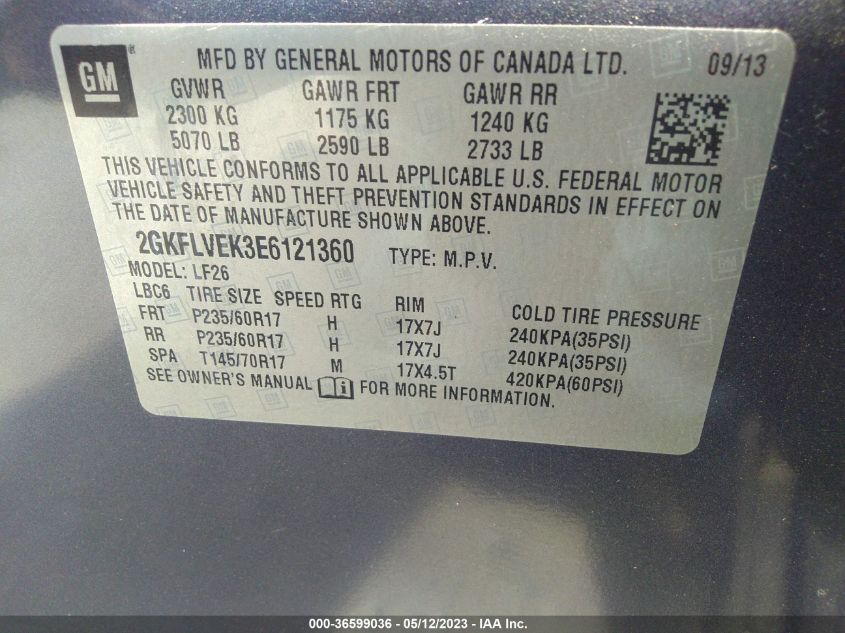 GM
MFD BY GENERAL MOTORS OF CANADA LTD. 09/13
GVWR GAWR FRT GAWR RR
2300 KG 1175 KG 1240 KG
5070 LB 2590 LB 2733 LB
THIS VEHICLE CONFORMS TO ALL APPLICABLE U.S. FEDERAL MOTOR
VEHICLE SAFETY AND THEFT PREVENTION STANDARDS IN EFFECT ON
THE DATE OF MANUFACTURE SHOWN ABOVE.
2GKFLVEK3E6121360 TYPE: M.P.V.
MODEL: LF26
LBC6 TIRE SIZE SPEED RTG RIM COLD TIRE PRESSURE
FRT P235/60R17 H 17X7J 240KPA(35PSI)
RR P235/60R17 H 17X7J 240KPA(35PSI)
SPA T145/70R17 M 17X4.5T 420KPA(60PSI)
SEE OWNER'S MANUAL i FOR MORE INFORMATION.
000-36599036 - 05/12/2023 - IAA Inc.